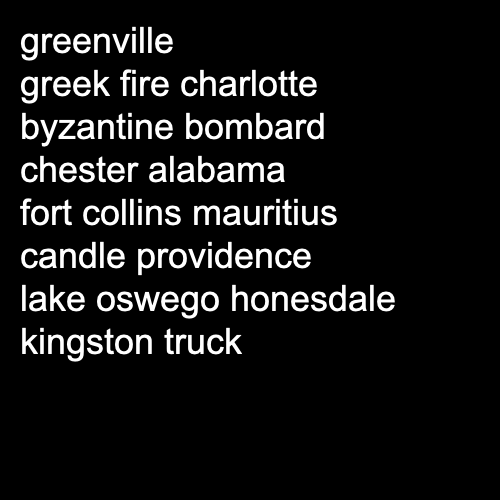 greenville
greek fire charlotte
byzantine bombard
chester alabama
fort collins mauritius
candle providence
lake oswego honesdale
kingston truck